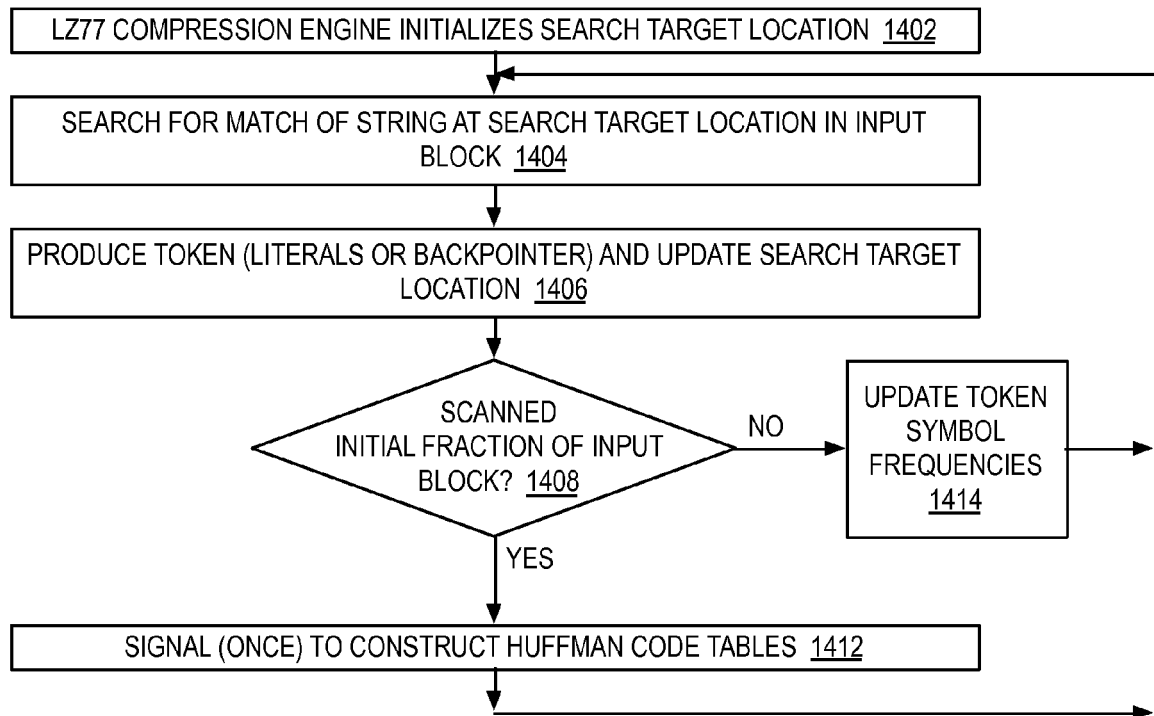 LZ77 COMPRESSION ENGINE INITIALIZES SEARCH TARGET LOCATION 1402
SEARCH FOR MATCH OF STRING AT SEARCH TARGET LOCATION IN INPUT
BLOCK 1404
PRODUCE TOKEN (LITERALS OR BACKPOINTER) AND UPDATE SEARCH TARGET
LOCATION 1406
SCANNED
INITIAL FRACTION OF INPUT
BLOCK? 1408
NO
UPDATE TOKEN
SYMBOL
FREQUENCIES
1414
YES
SIGNAL (ONCE) TO CONSTRUCT HUFFMAN CODE TABLES 1412